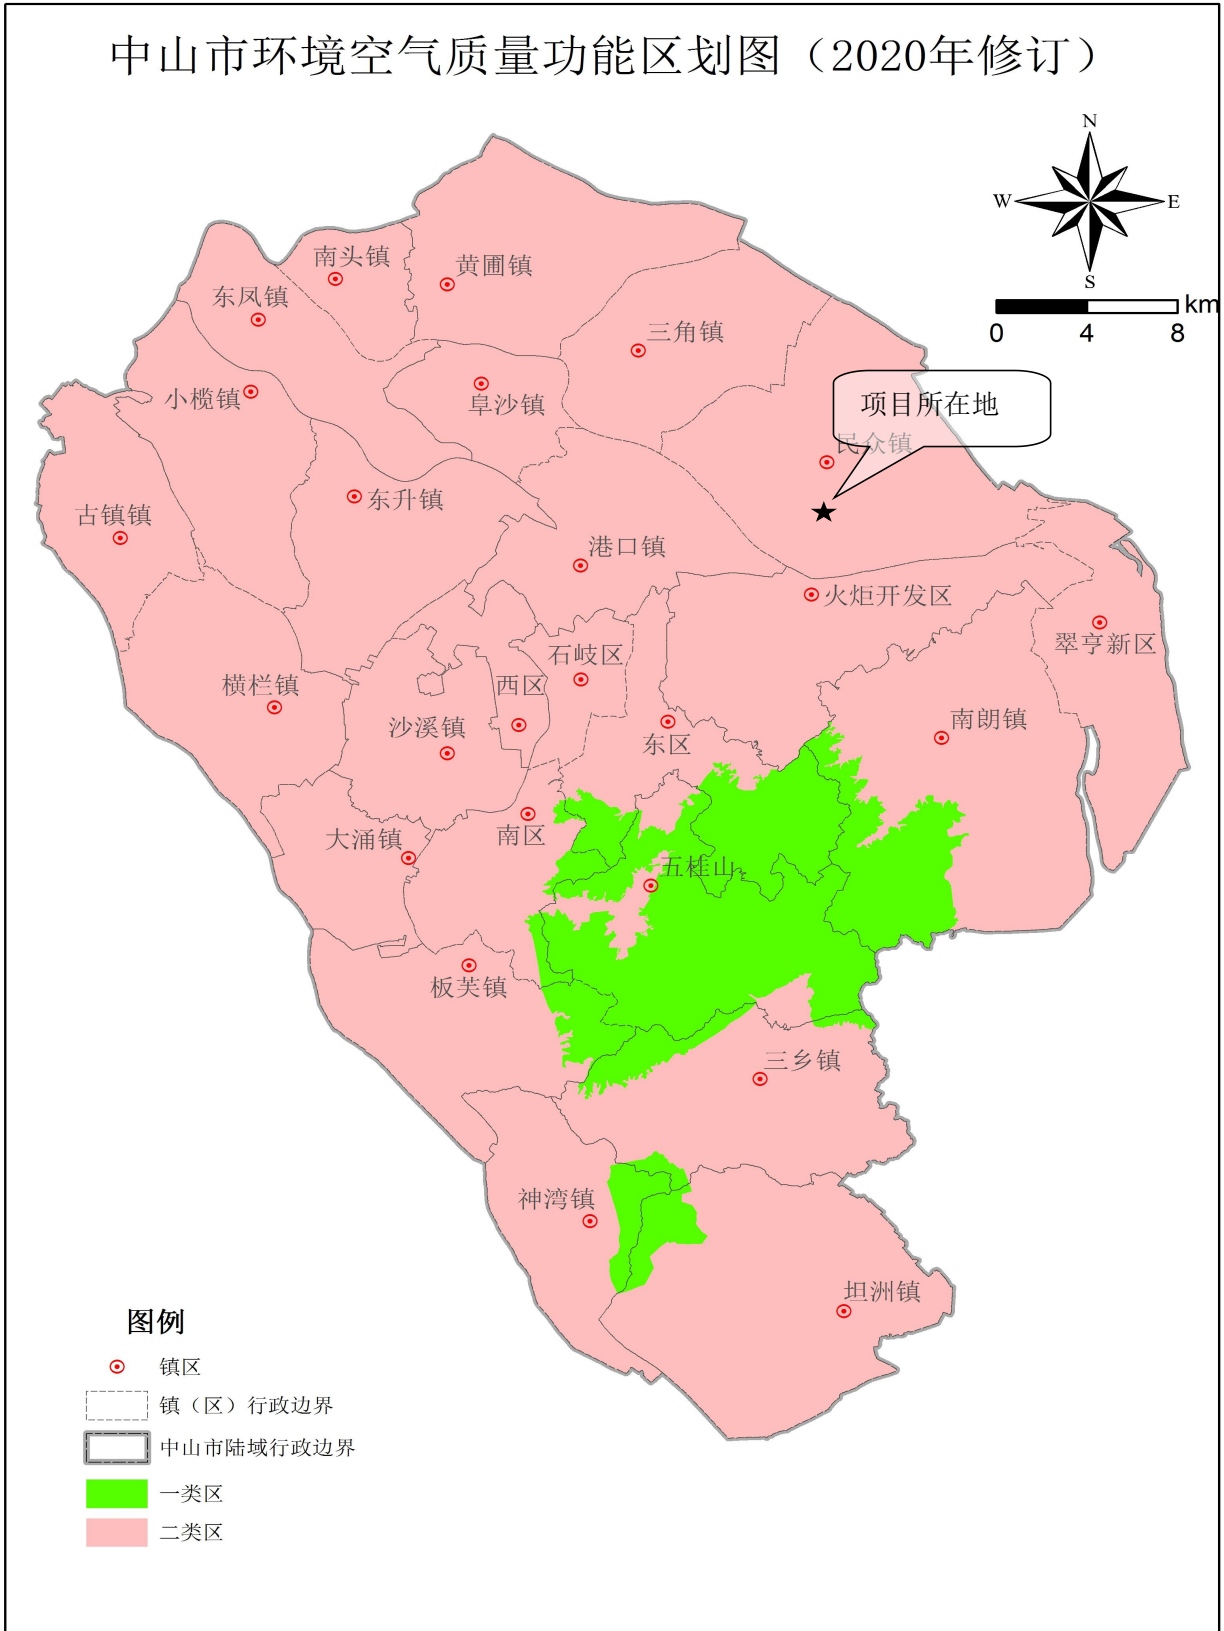 中山市环境空气质量功能区划图（2020年修订）
N
W
E
S
km
0
4
8
南头镇
黄圃镇
东凤镇
三角镇
小榄镇
阜沙镇
项目所在地
民众镇
东升镇
古镇镇
港口镇
火炬开发区
翠亨新区
石岐区
西区
横栏镇
沙溪镇
东区
南朗镇
大涌镇
南区
五桂山
板芙镇
三乡镇
神湾镇
坦洲镇
图例
镇区
镇（区）行政边界
中山市陆域行政边界
一类区
二类区